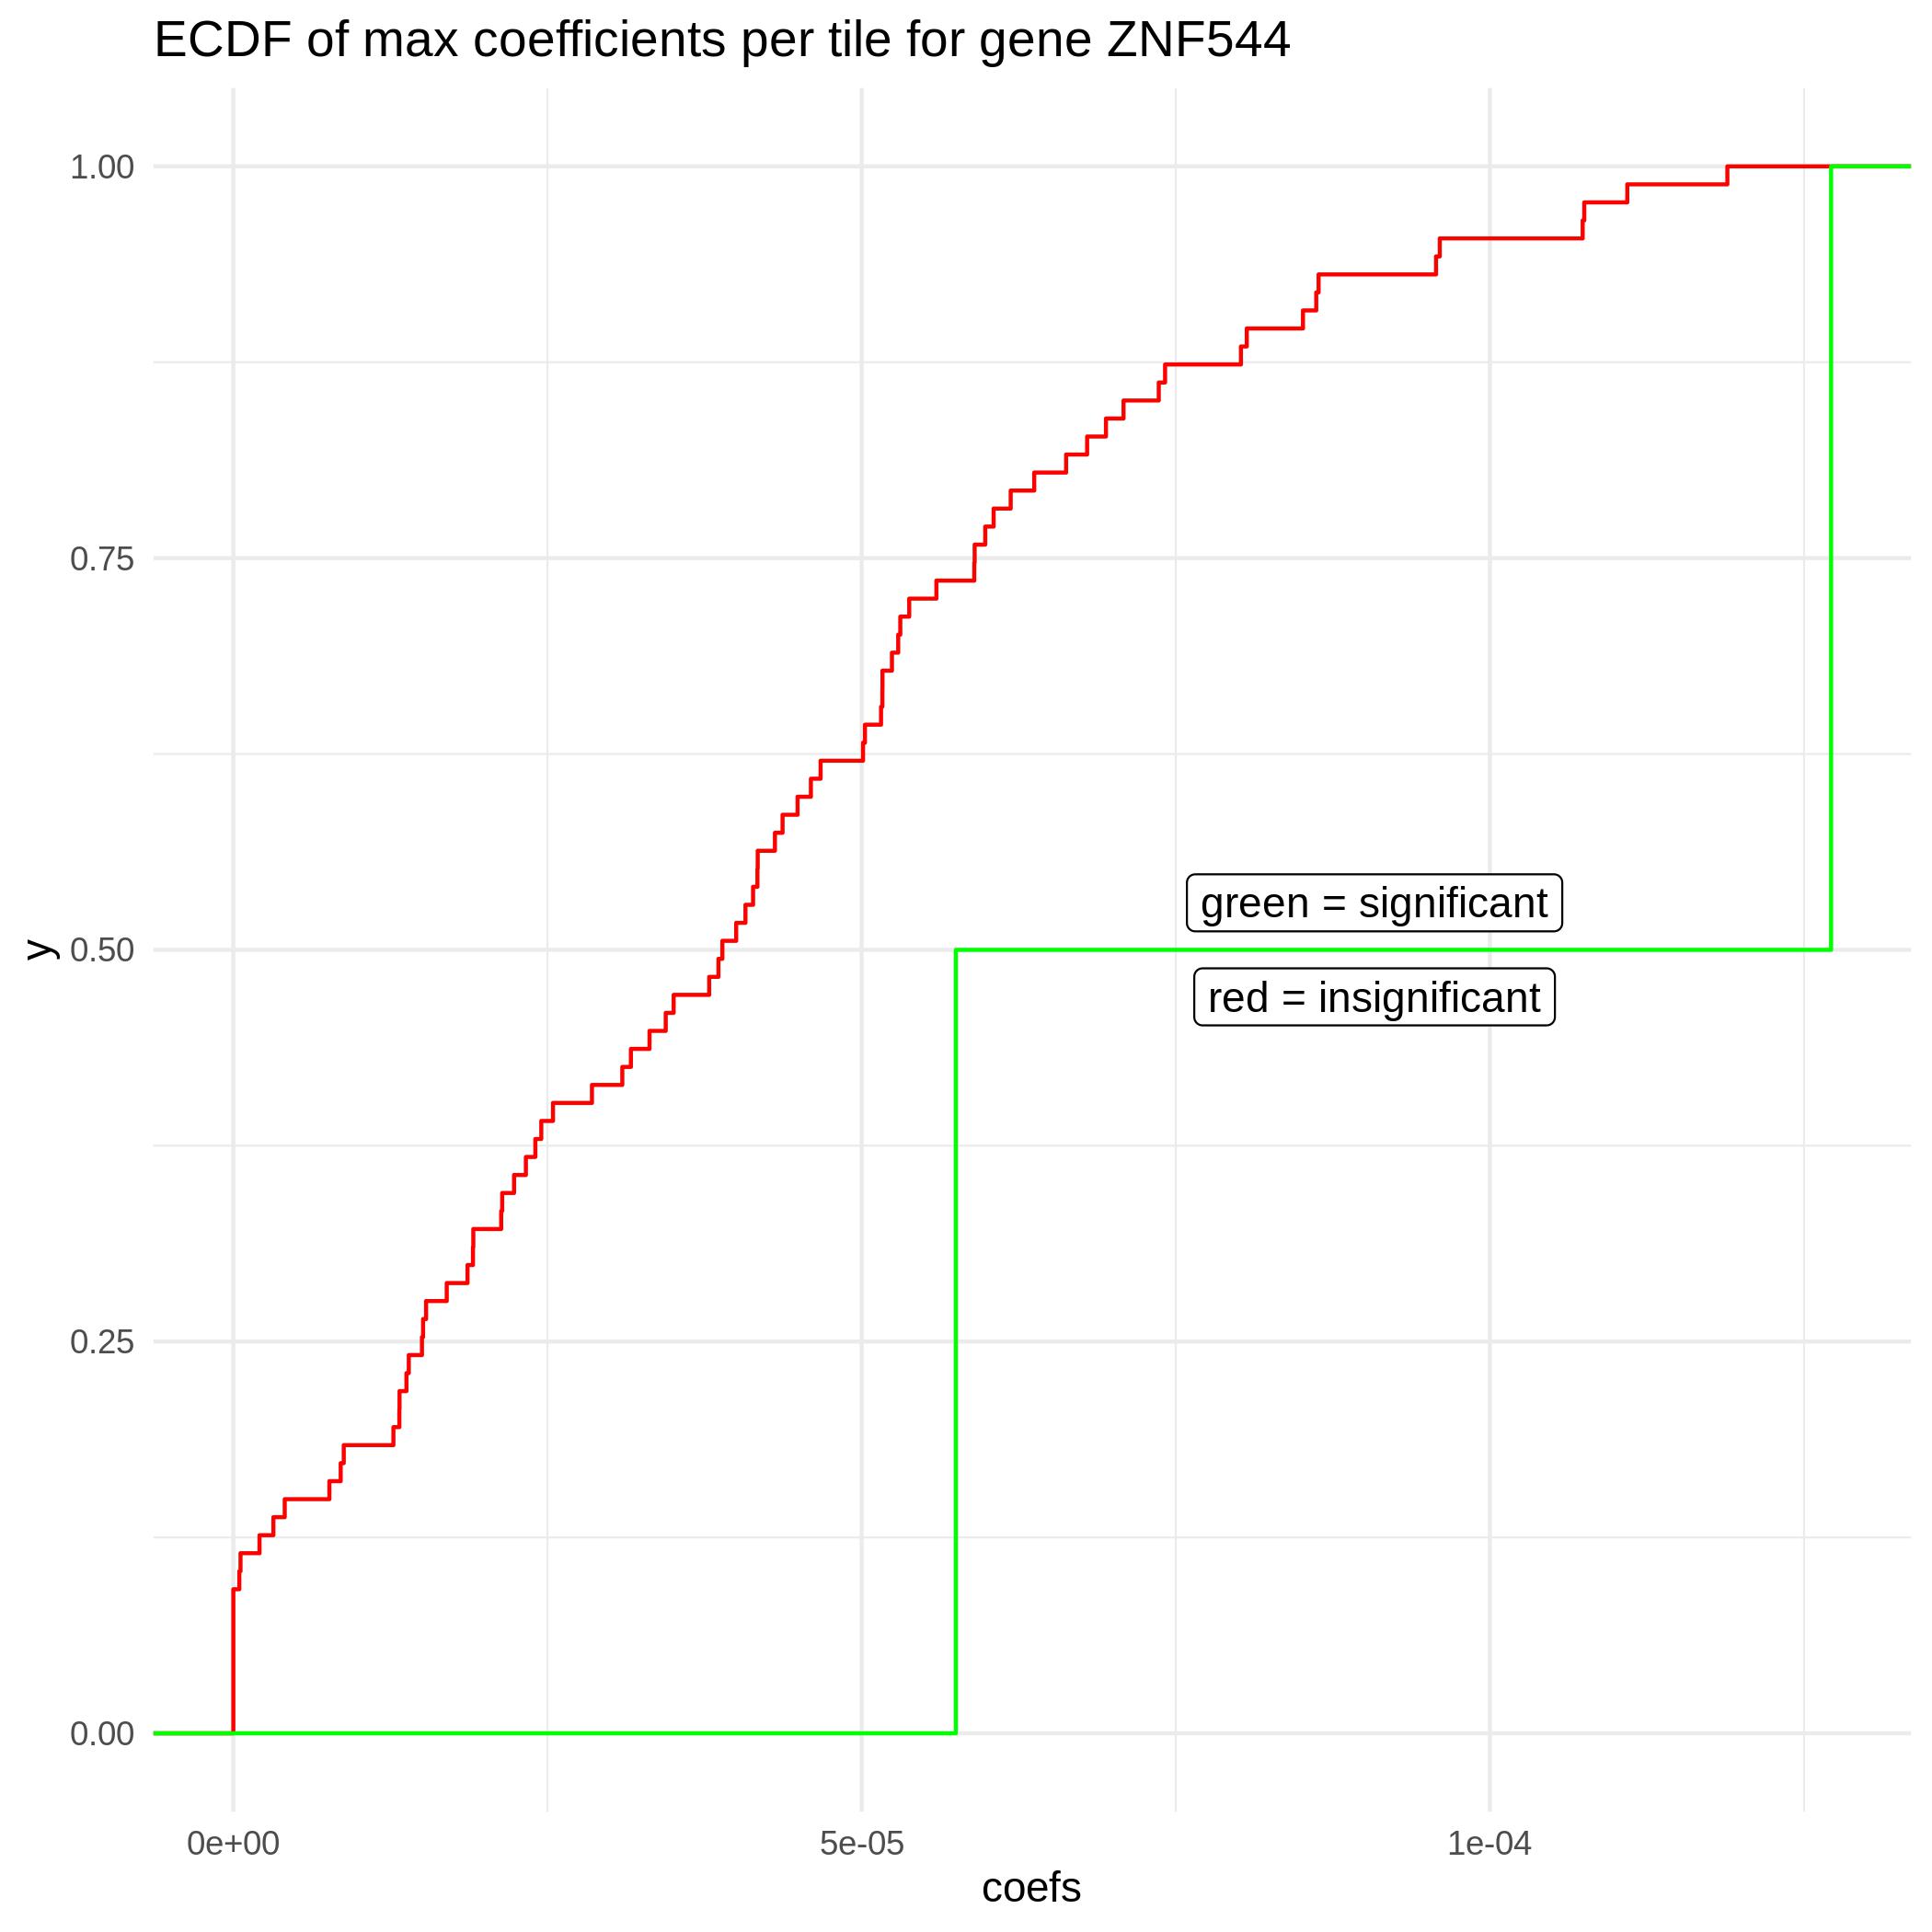 ECDF of max coefficients per tile for gene ZNF544
1.00
0.75
0.50
0.25
0.00
y
green = significant
red = insignificant
0e+00
5e-05
1e-04
coefs